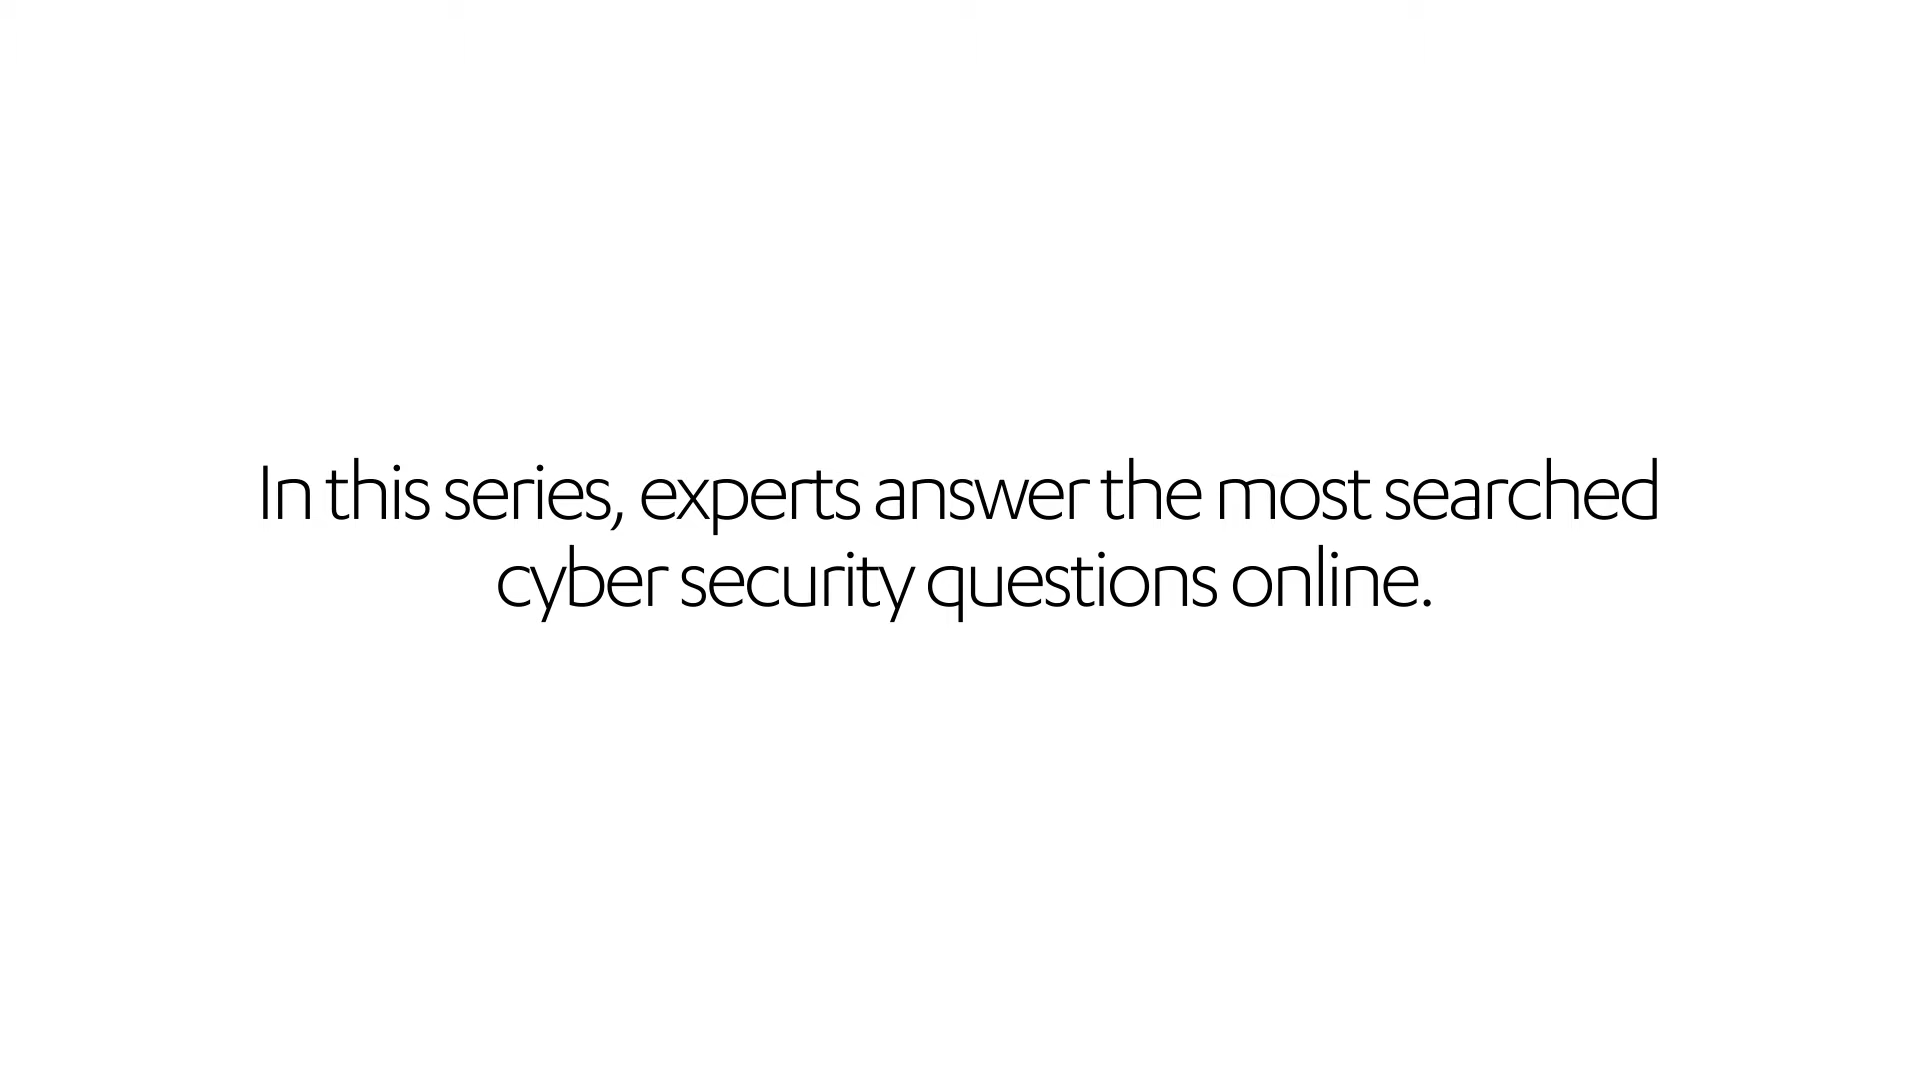 In this series, experts answer the most searched
cyber security questions online.